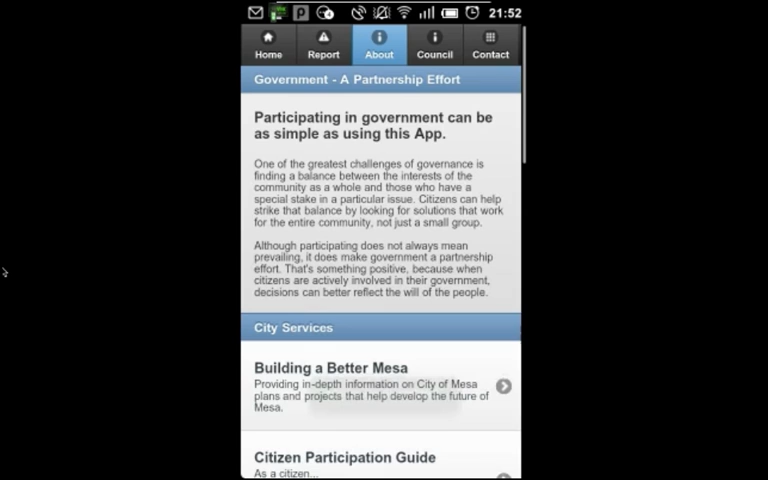 21:52
Home Report About Council Contact
Government - A Partnership Effort
Participating in government can be
as simple as using this App.
One of the greatest challenges of governance is
finding a balance between the interests of the
community as a whole and those who have a
special stake in a particular issue. Citizens can help
strike that balance by looking for solutions that work
for the entire community, not just a small group.
Although participating does not always mean
prevailing, it does make government a partnership
effort. That's something positive, because when
citizens are actively involved in their government,
decisions can better reflect the will of the people.
City Services
Building a Better Mesa
Providing in-depth information on City of Mesa
plans and projects that help develop the future of
Mesa.
Citizen Participation Guide
As a citizen...